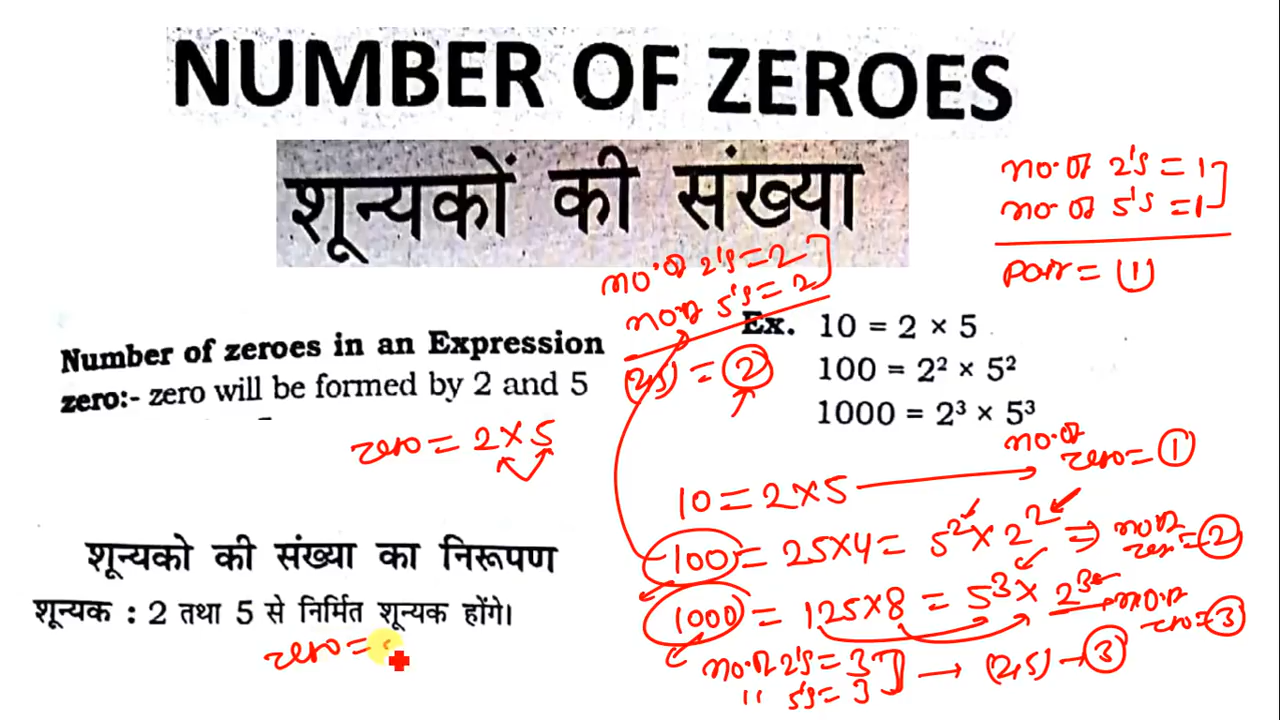 NUMBER OF ZEROES
शून्यकों की संख्या
no. of 2's = 1
no of 5's = 1
pair = (1)
no. of 2's = 2
no. of 5's = 2
(2,5) = 2
Number of zeroes in an Expression
zero:- zero will be formed by 2 and 5
zero = 2 × 5
Ex. 10 = 2 × 5
100 = 2² × 5²
1000 = 2³ × 5³
10 = 2 × 5 no. of zero = 1
100 = 25 × 4 = 5² × 2² ⇒ no. of zero = 2
1000 = 125 × 8 = 5³ × 2³ → no. of zero = 3
no. of 2's = 3
" 5's = 3 → (2,5) → 3
शून्यको की संख्या का निरूपण
शून्यक : 2 तथा 5 से निर्मित शून्यक होंगे।
zero =